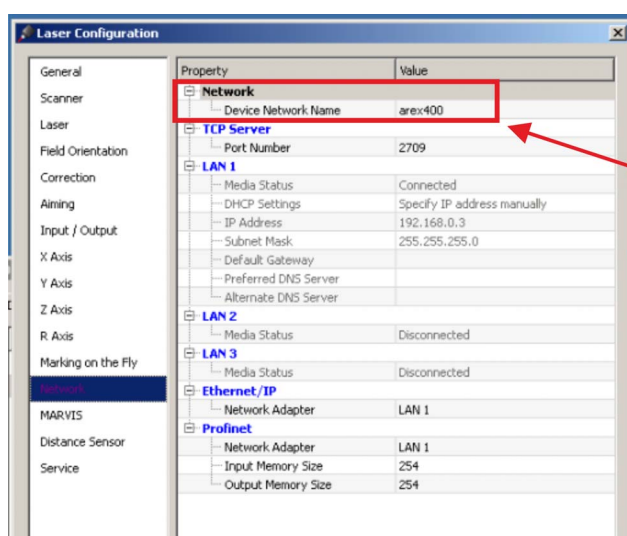 Laser Configuration
General
Scanner
Laser
Field Orientation
Correction
Aiming
Input / Output
X Axis
Y Axis
Z Axis
R Axis
Marking on the Fly
Network
MARVIS
Distance Sensor
Service
Property Value
Network
Device Network Name arex400
TCP Server
Port Number 2709
LAN 1
Media Status Connected
DHCP Settings Specify IP address manually
IP Address 192.168.0.3
Subnet Mask 255.255.255.0
Default Gateway
Preferred DNS Server
Alternate DNS Server
LAN 2
Media Status Disconnected
LAN 3
Media Status Disconnected
Ethernet/IP
Network Adapter LAN 1
Profinet
Network Adapter LAN 1
Input Memory Size 254
Output Memory Size 254